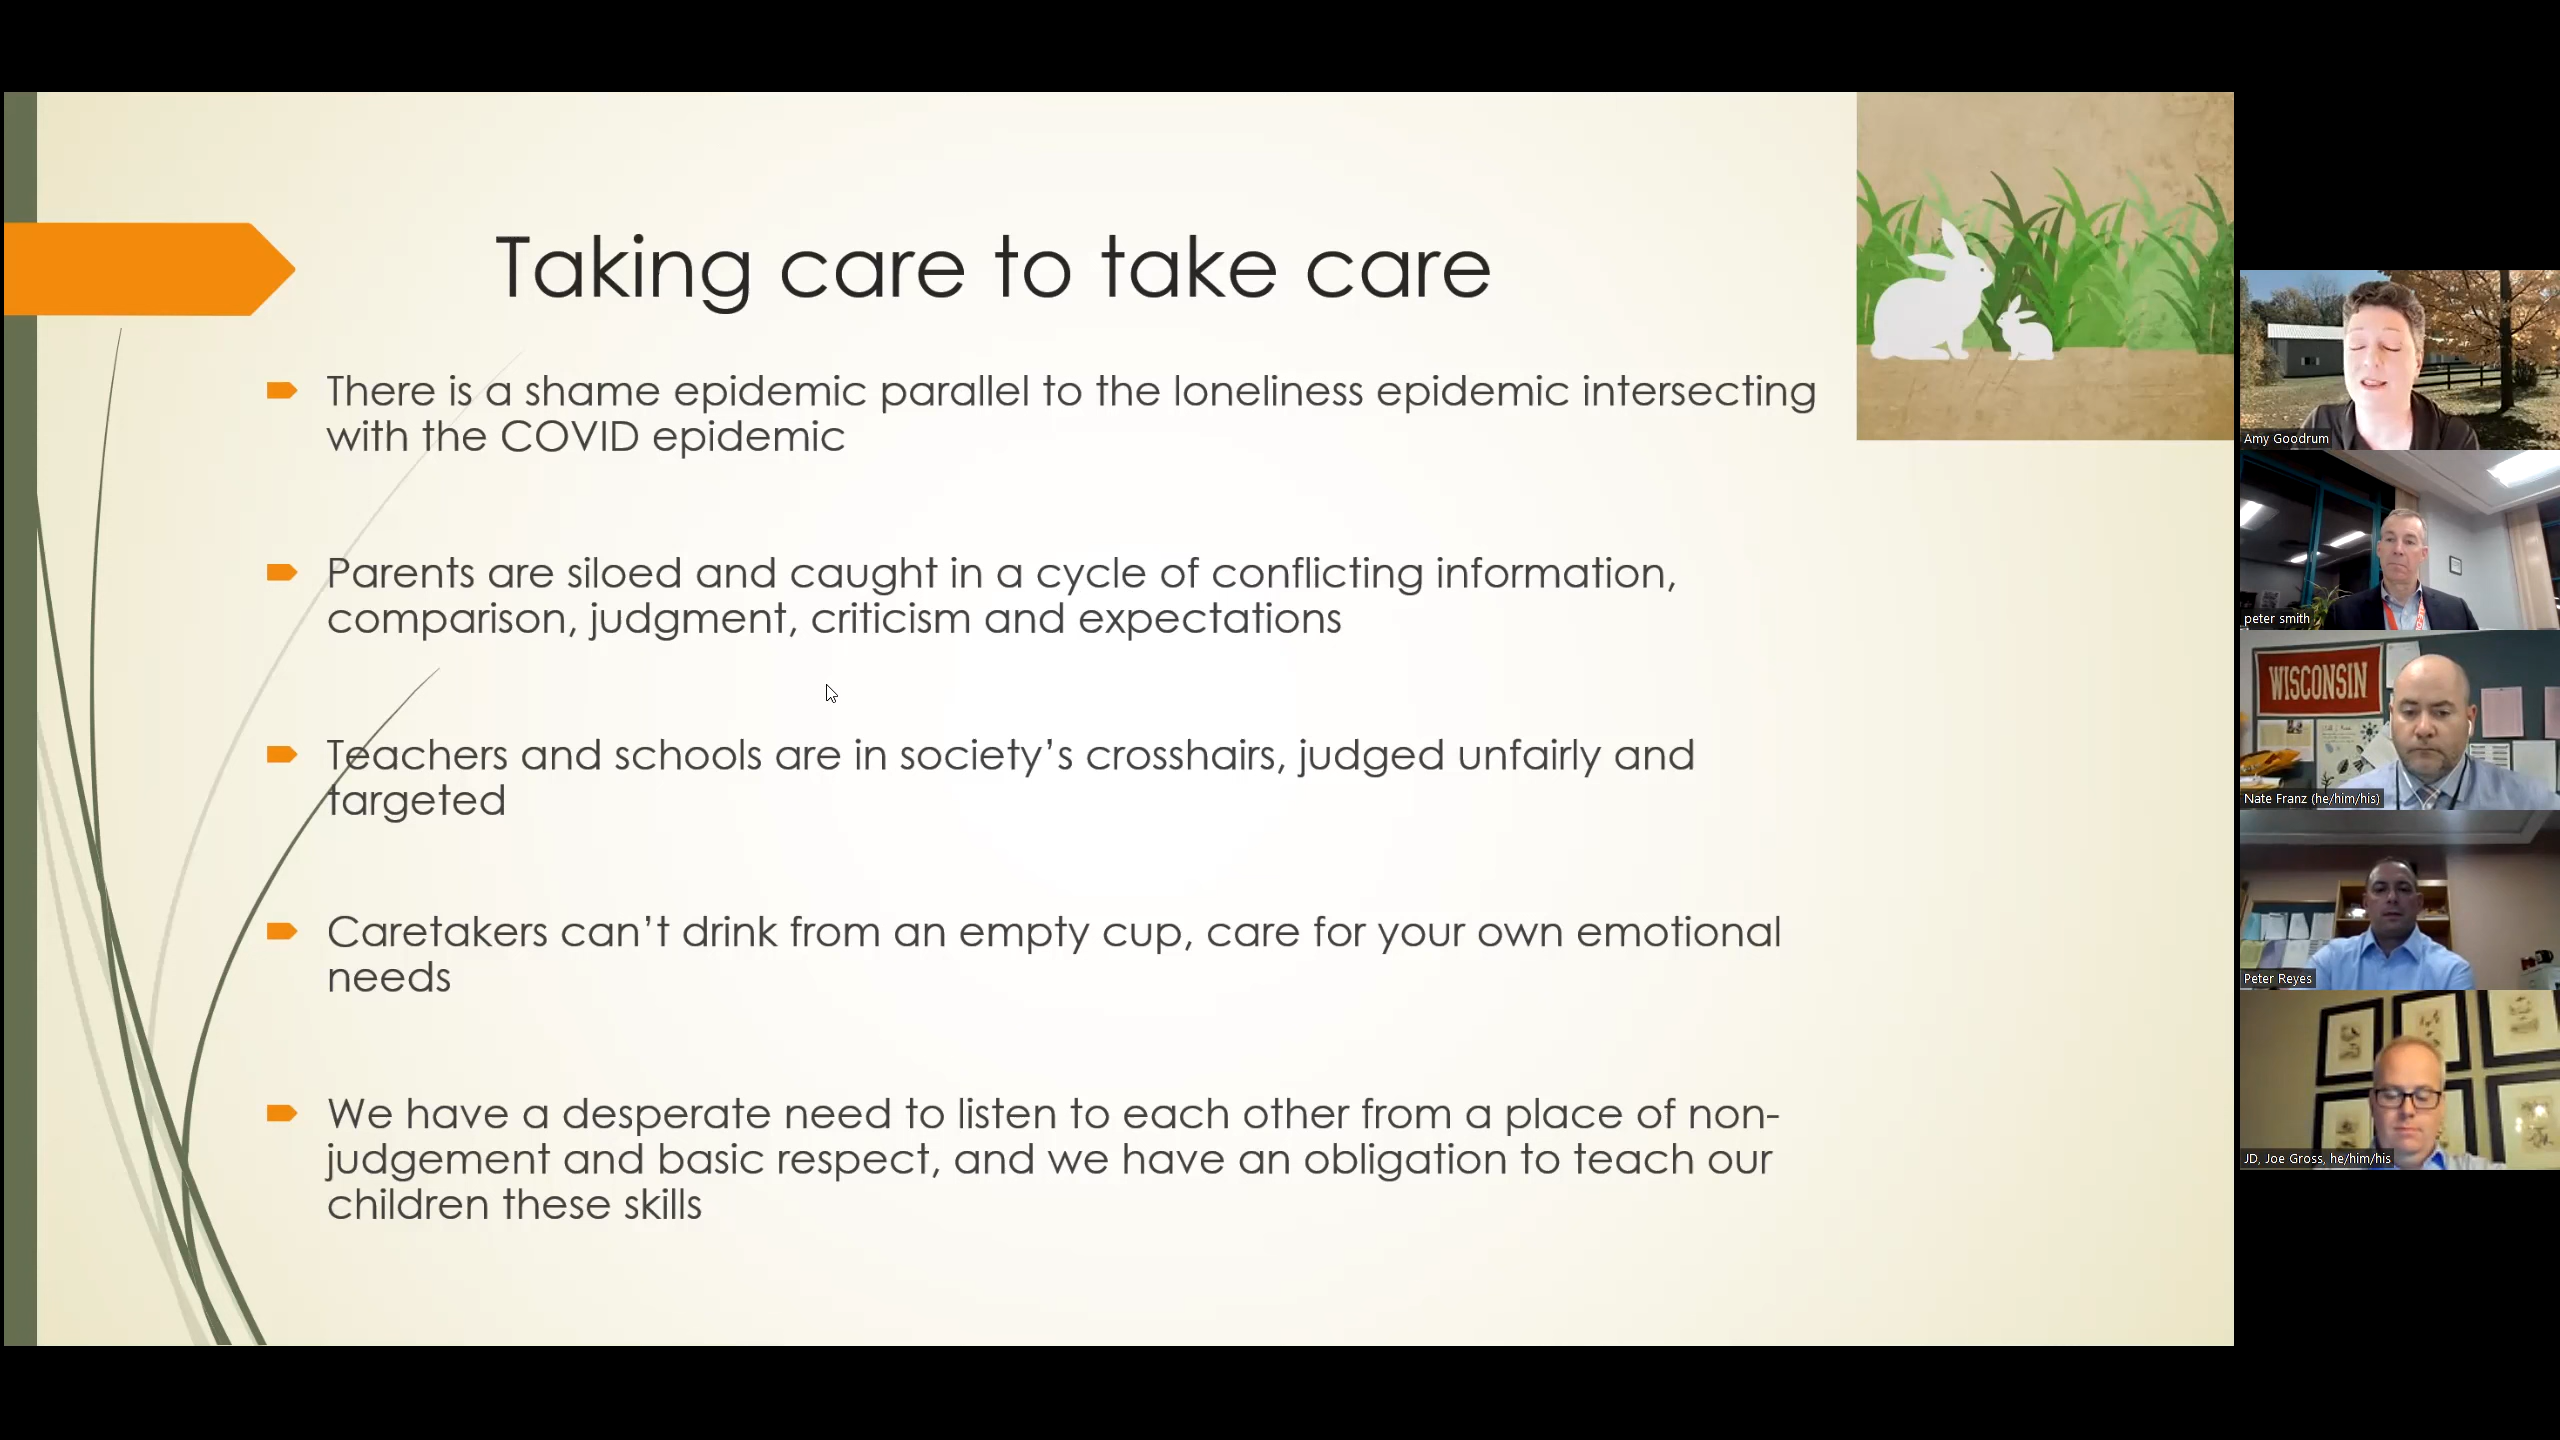 Taking care to take care
There is a shame epidemic parallel to the loneliness epidemic intersecting
with the COVID epidemic
Parents are siloed and caught in a cycle of conflicting information,
comparison, judgment, criticism and expectations
Teachers and schools are in society’s crosshairs, judged unfairly and
targeted
Caretakers can’t drink from an empty cup, care for your own emotional
needs
We have a desperate need to listen to each other from a place of non-
judgement and basic respect, and we have an obligation to teach our
children these skills
Amy Goodrum
peter smith
WISCONSIN
Nate Franz (he/him/his)
Peter Reyes
JD, Joe Gross, he/him/his